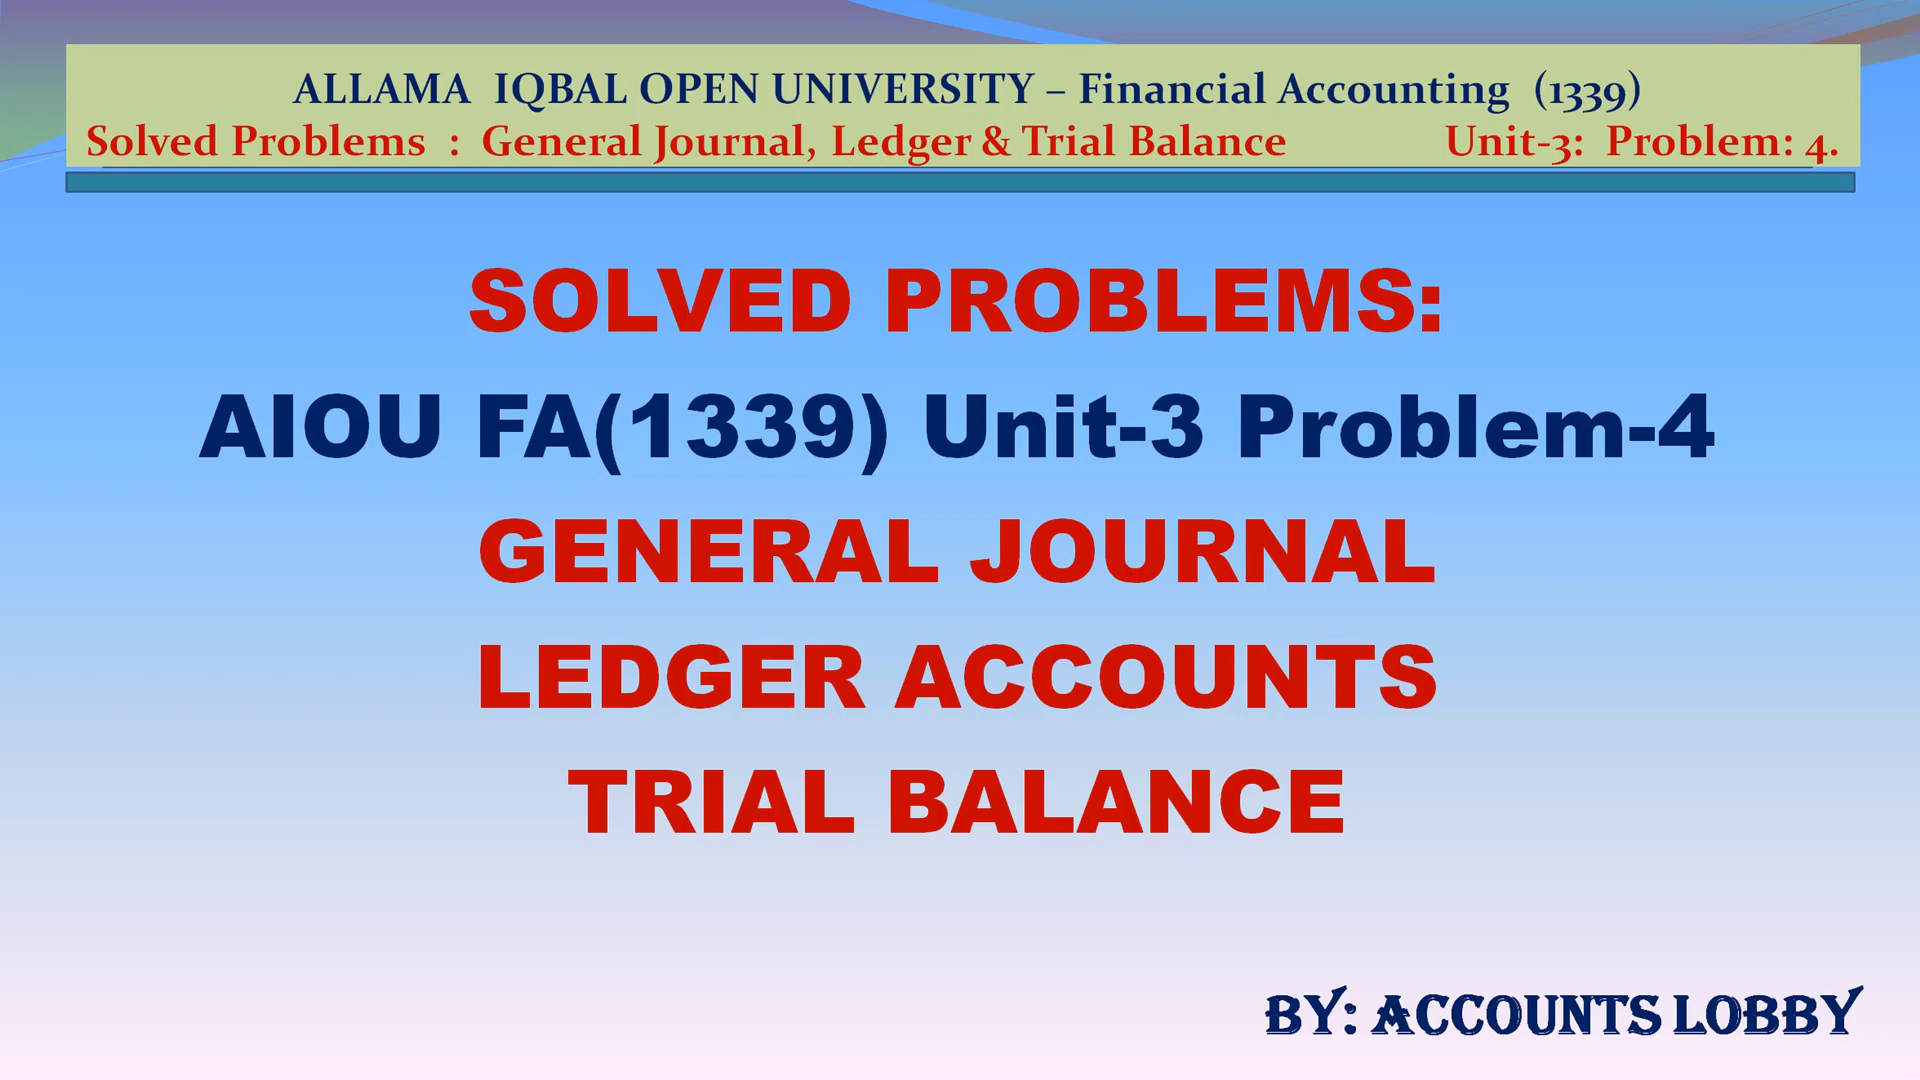 ALLAMA IQBAL OPEN UNIVERSITY – Financial Accounting (1339)
Solved Problems : General Journal, Ledger & Trial Balance Unit-3: Problem: 4.
SOLVED PROBLEMS:
AIOU FA(1339) Unit-3 Problem-4
GENERAL JOURNAL
LEDGER ACCOUNTS
TRIAL BALANCE
BY: ACCOUNTS LOBBY